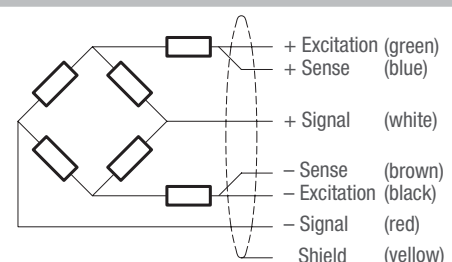 + Excitation (green)
+ Sense (blue)
+ Signal (white)
– Sense (brown)
– Excitation (black)
– Signal (red)
Shield (yellow)